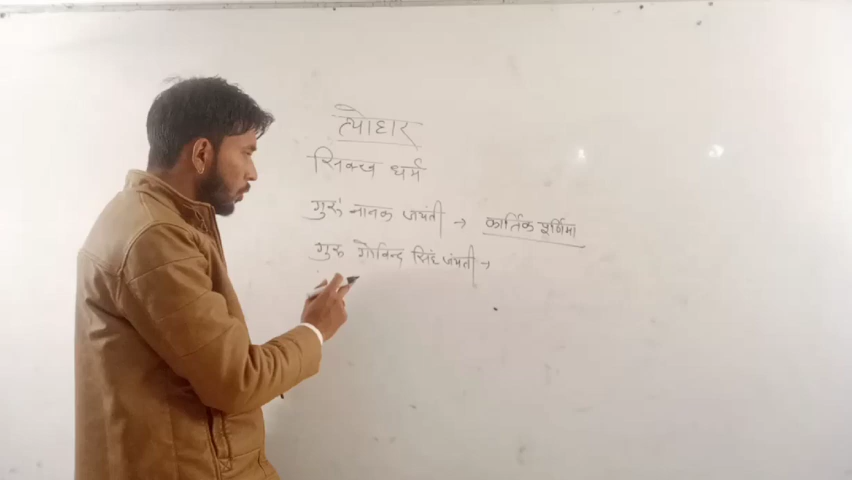 त्योहार
सिक्ख धर्म
गुरु नानक जयंती → कार्तिक पूर्णिमा
गुरु गोविन्द सिंह जयंती →